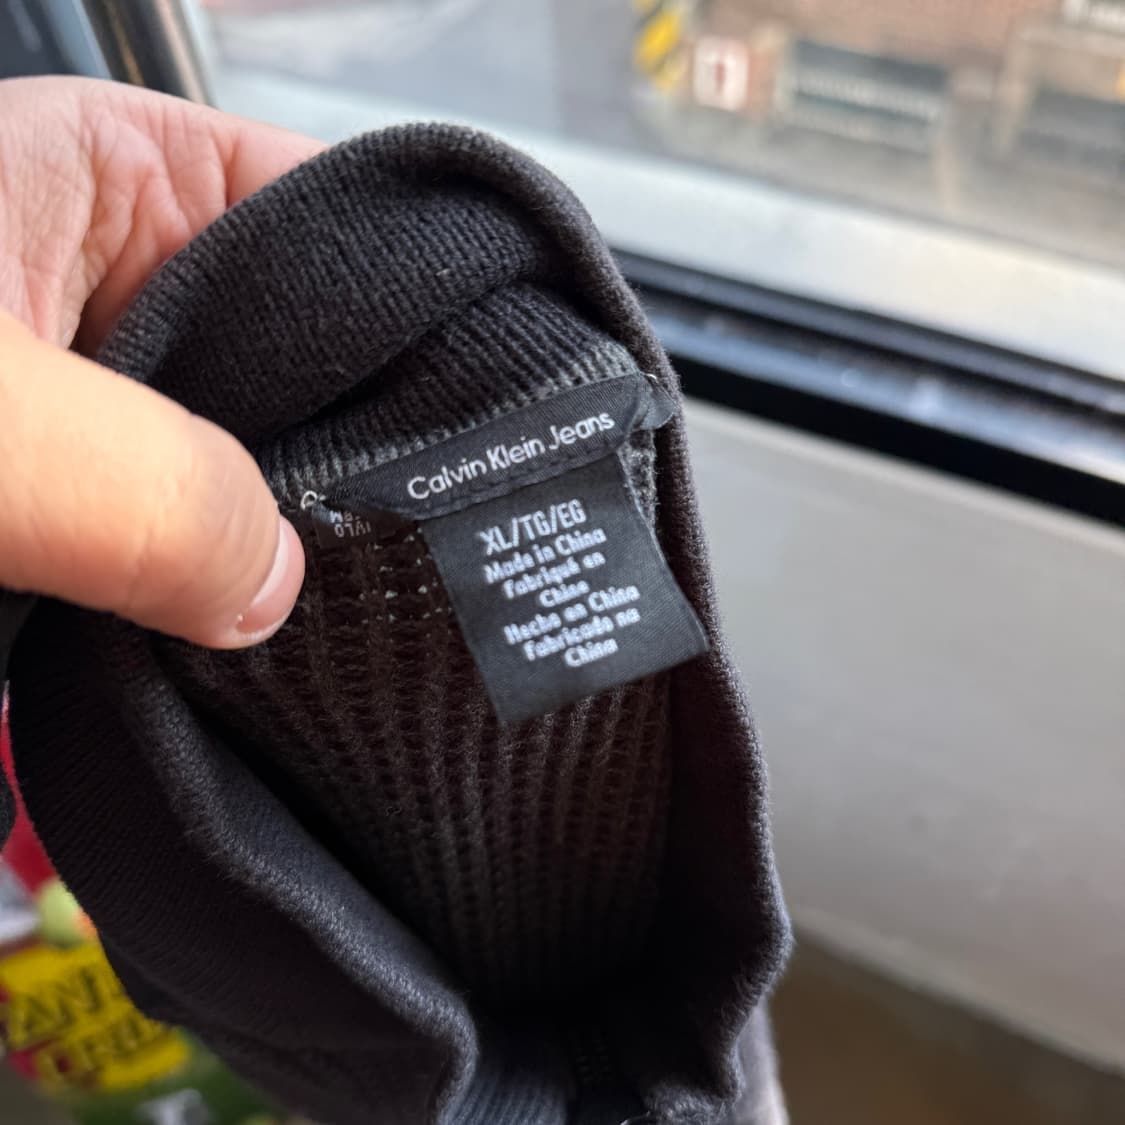 Calvin Klein Jeans
XL/TG/EG
Made in China
Fabriqué en
Chine
Hecho en China
Fabricado na
China